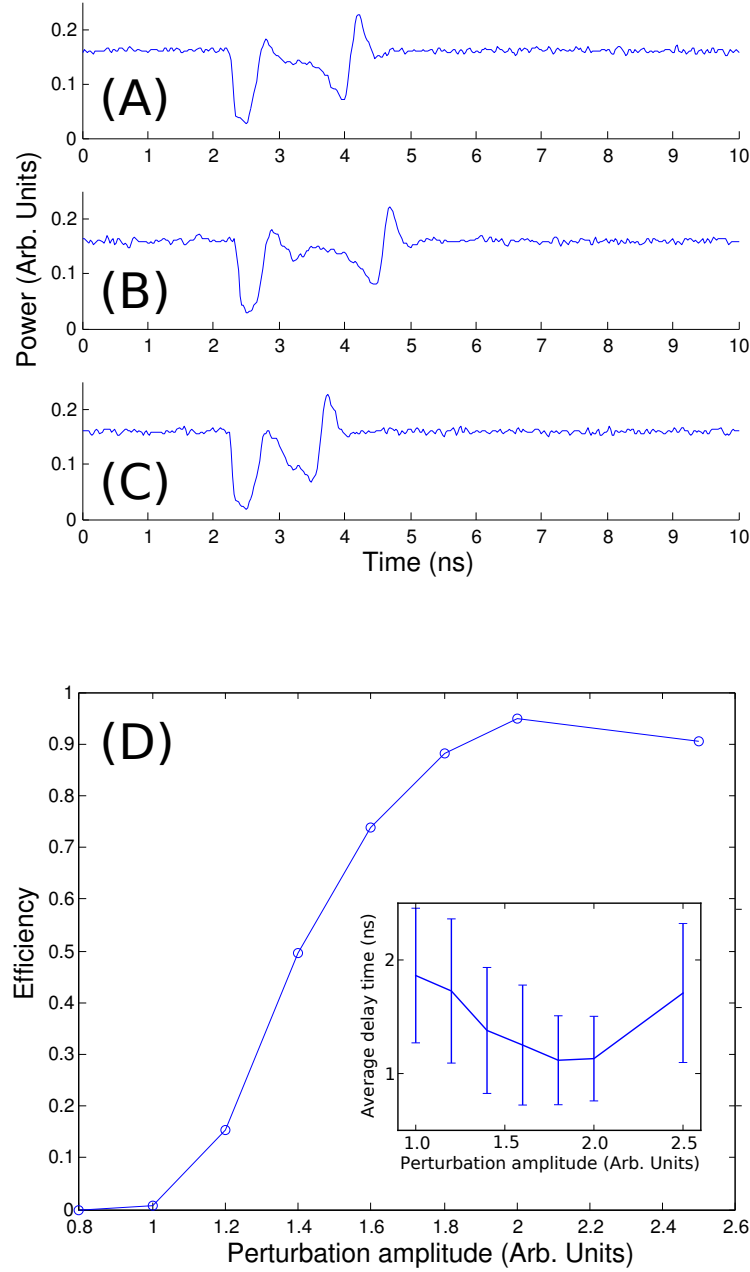 Power (Arb. Units)
0.2
0.1
0
(A)
0 1 2 3 4 5 6 7 8 9 10
0.2
0.1
0
(B)
0 1 2 3 4 5 6 7 8 9 10
0.2
0.1
0
(C)
0 1 2 3 4 5 6 7 8 9 10
Time (ns)
(D)
Efficiency
1
0.9
0.8
0.7
0.6
0.5
0.4
0.3
0.2
0.1
0
0.8 1 1.2 1.4 1.6 1.8 2 2.2 2.4 2.6
Perturbation amplitude (Arb. Units)
Average delay time (ns)
2
1
1.0 1.5 2.0 2.5
Perturbation amplitude (Arb. Units)